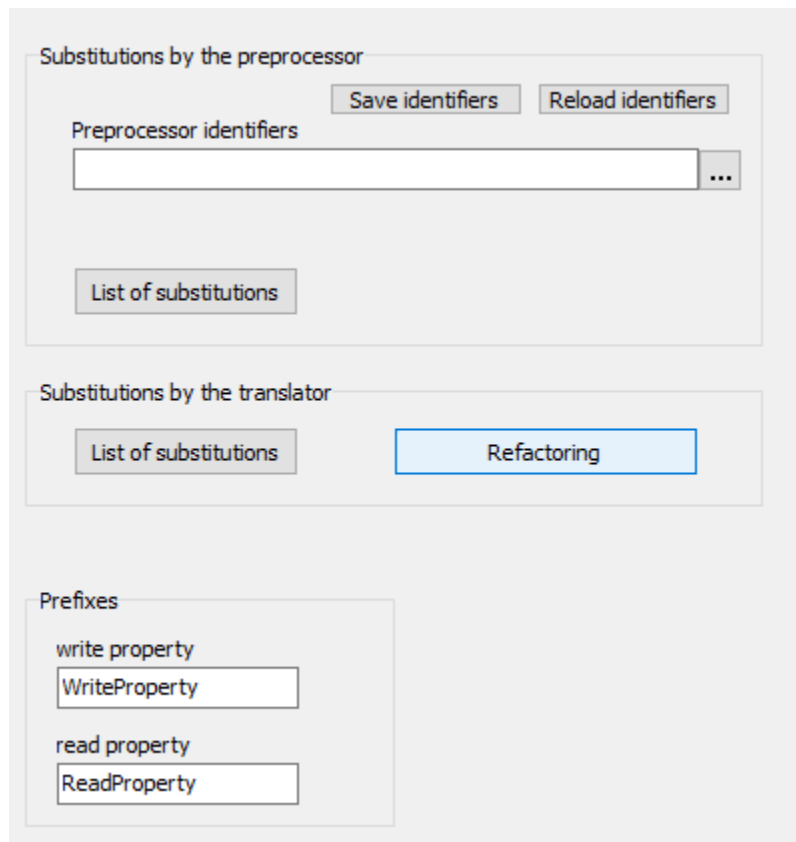 Substitutions by the preprocessor
Save identifiers Reload identifiers
Preprocessor identifiers
...
List of substitutions
Substitutions by the translator
List of substitutions Refactoring
Prefixes
write property
WriteProperty
read property
ReadProperty